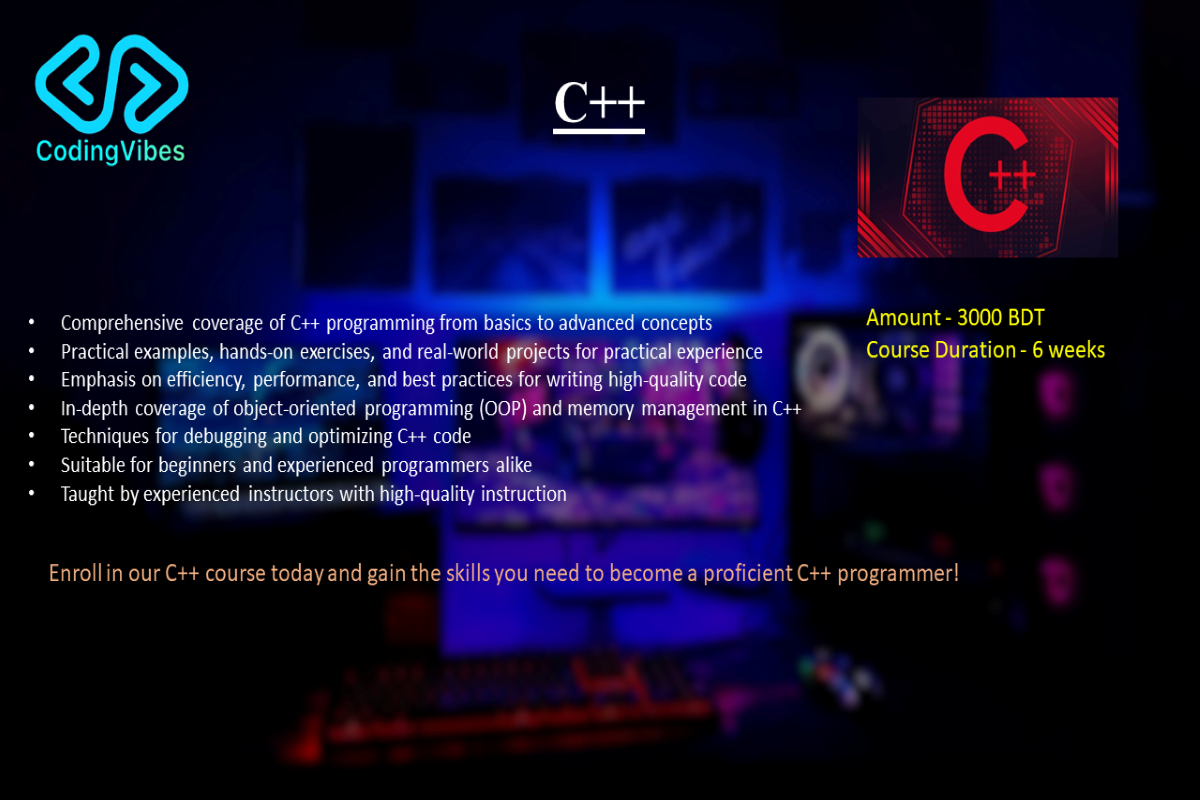 CodingVibes
C++
C++
• Comprehensive coverage of C++ programming from basics to advanced concepts
• Practical examples, hands-on exercises, and real-world projects for practical experience
• Emphasis on efficiency, performance, and best practices for writing high-quality code
• In-depth coverage of object-oriented programming (OOP) and memory management in C++
• Techniques for debugging and optimizing C++ code
• Suitable for beginners and experienced programmers alike
• Taught by experienced instructors with high-quality instruction
Amount - 3000 BDT
Course Duration - 6 weeks
Enroll in our C++ course today and gain the skills you need to become a proficient C++ programmer!